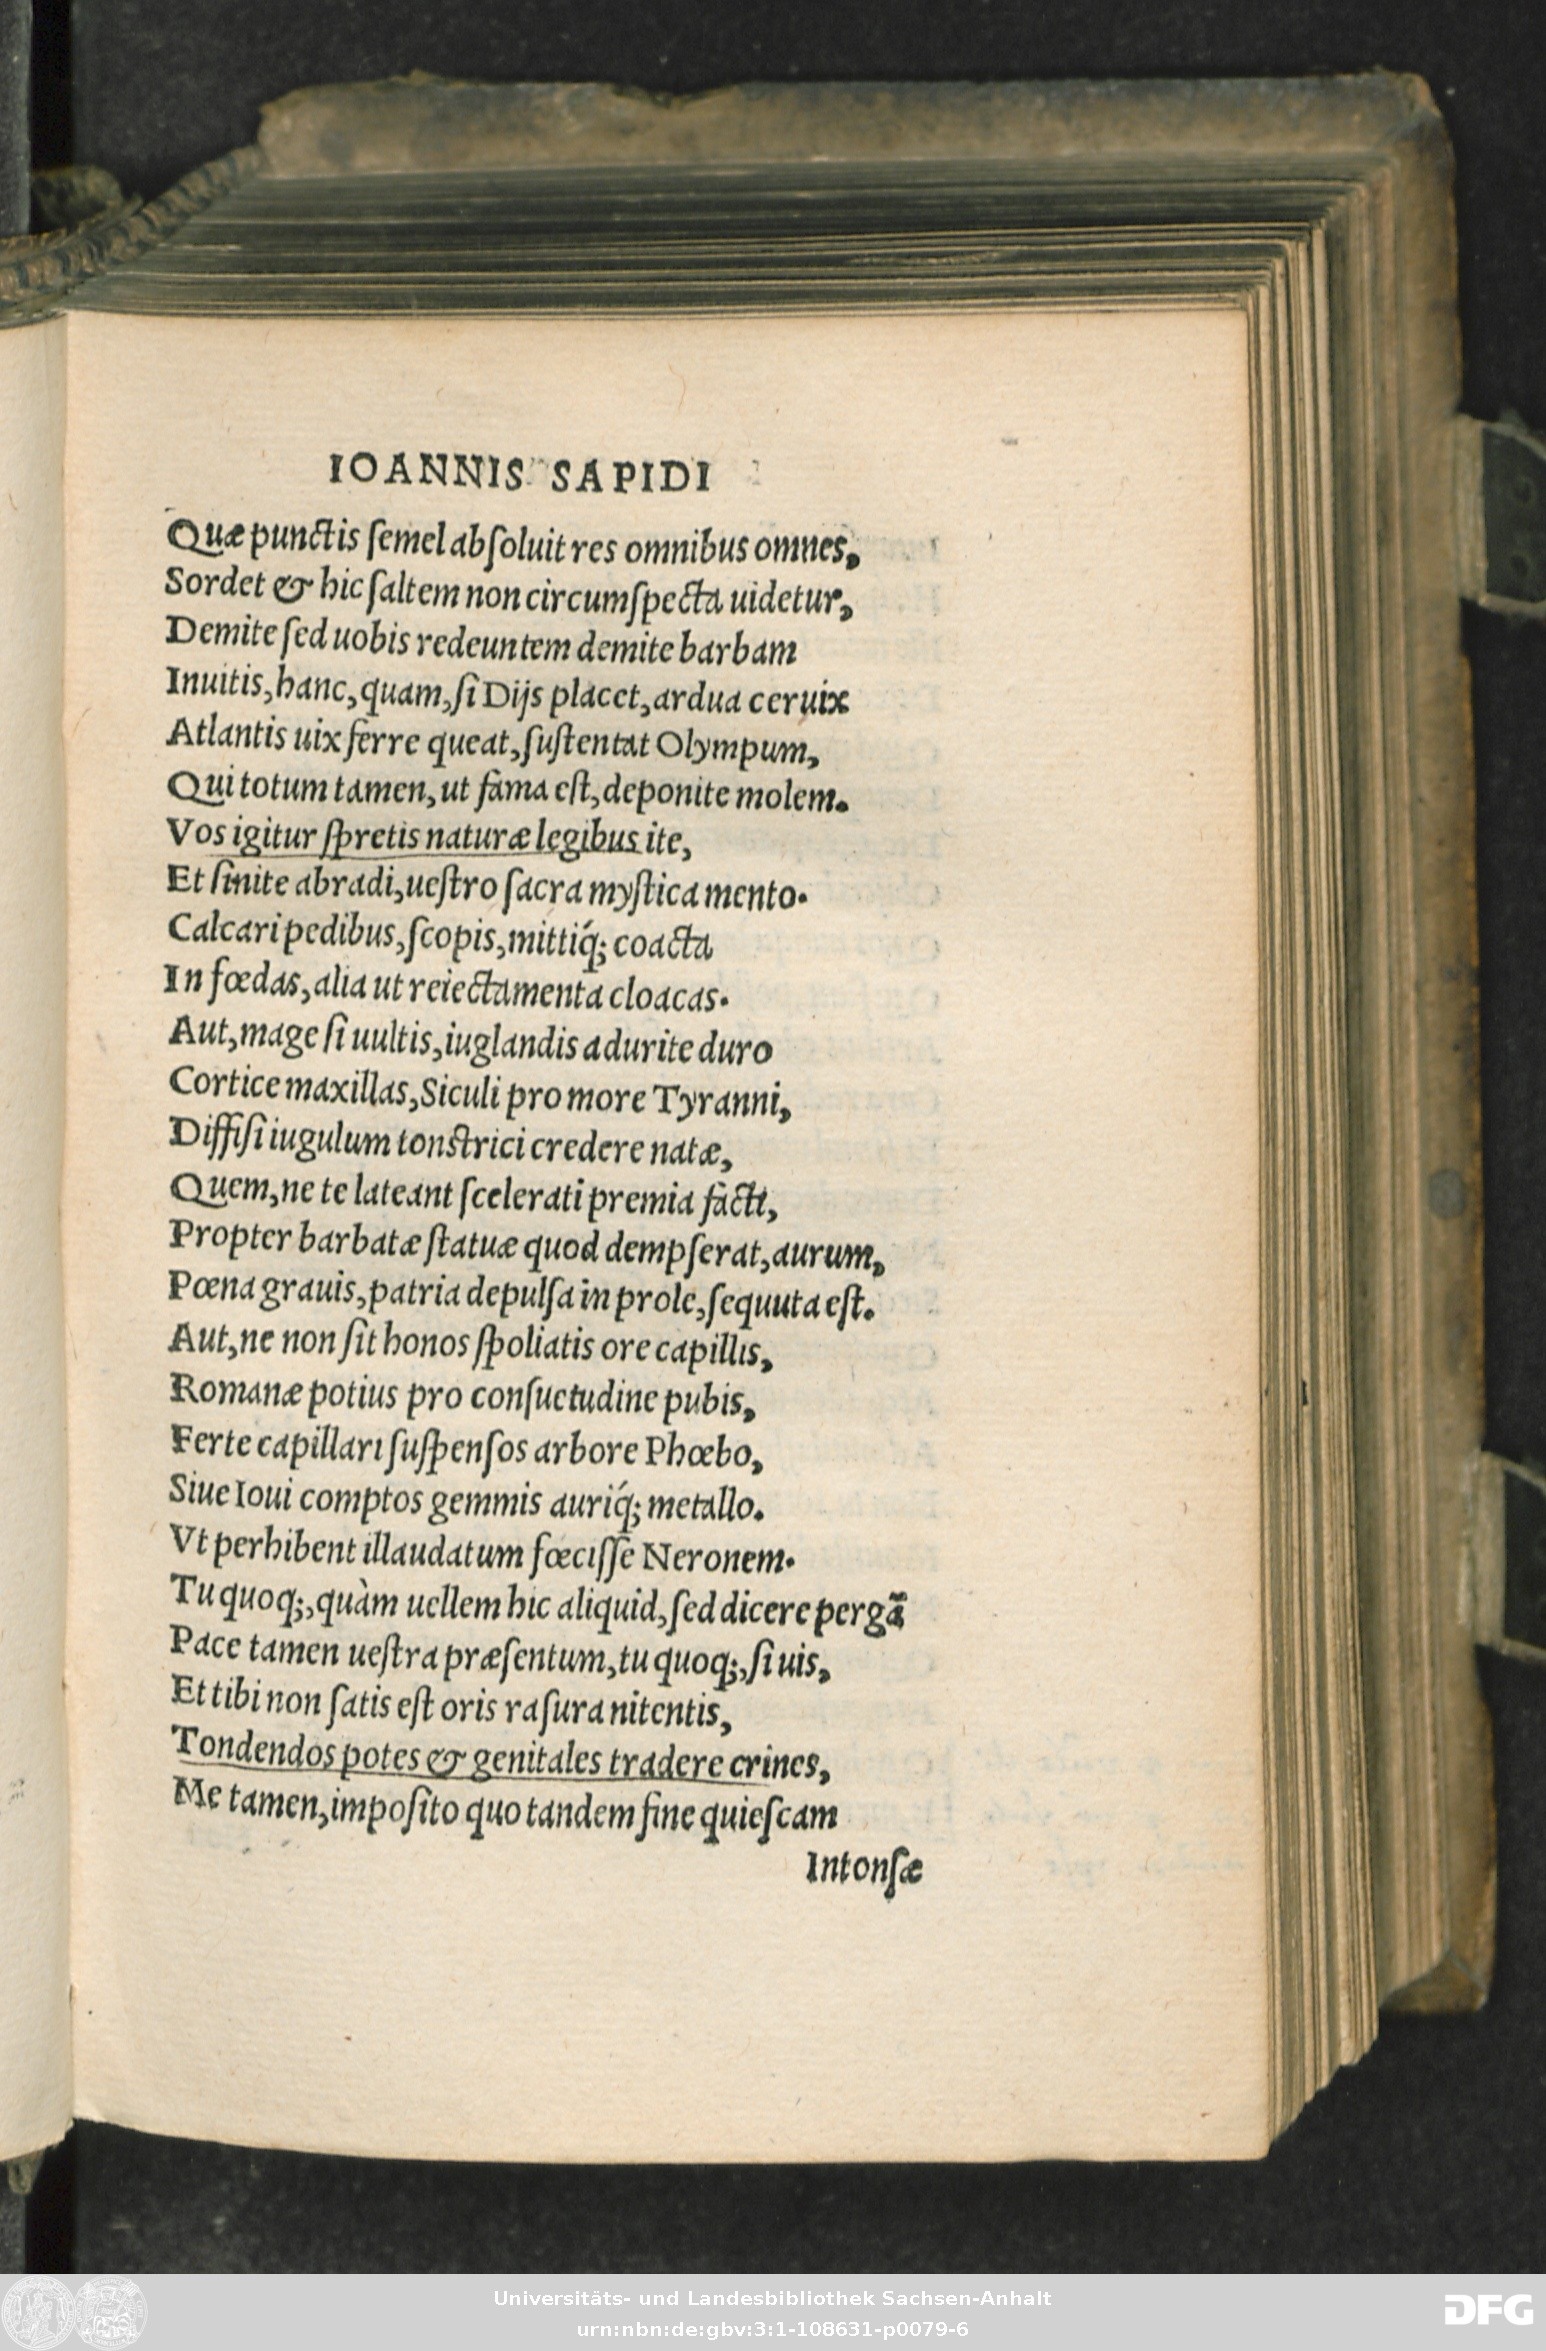 IOANNIS SAPIDI
Quæ punctis ſemel abſoluit res omnibus omnes,
Sordet & hic ſaltem non circumſpecta uidetur,
Demite ſed uobis redeuntem demite barbam
Inuitis, hanc, quam, ſi Dijs placet, ardua ceruix
Atlantis uix ferre queat, ſuſtentat Olympum,
Qui totum tamen, ut fama eſt, deponite molem.
Vos igitur ſpretis naturæ legibus ite,
Et ſinite abradi, ueſtro ſacra myſtica mento.
Calcari pedibus, ſcopis, mittiq́; coacta
In fœdas, alia ut reiectamenta cloacas.
Aut, mage ſi uultis, iuglandis adurite duro
Cortice maxillas, Siculi pro more Tyranni,
Diffiſi iugulum tonſtrici credere natæ,
Quem, ne te lateant ſcelerati premia facti,
Propter barbatæ ſtatuæ quod dempſerat, aurum,
Pœna grauis, patria depulſa in prole, ſequuta eſt.
Aut, ne non ſit honos ſpoliatis ore capillis,
Romanæ potius pro conſuetudine pubis,
Ferte capillari ſuſpenſos arbore Phœbo,
Siue Ioui comptos gemmis auriq́; metallo.
Vt perhibent illaudatum fœciſſe Neronem.
Tu quoq;, quàm uellem hic aliquid, ſed dicere pergã
Pace tamen ueſtra præſentum, tu quoq;, ſi uis,
Et tibi non ſatis eſt oris raſura nitentis,
Tondendos potes & genitales tradere crines,
Me tamen, impoſito quo tandem fine quieſcam
Intonſæ
Universitäts- und Landesbibliothek Sachsen-Anhalt
urn:nbn:de:gbv:3:1-108631-p0079-6
DFG